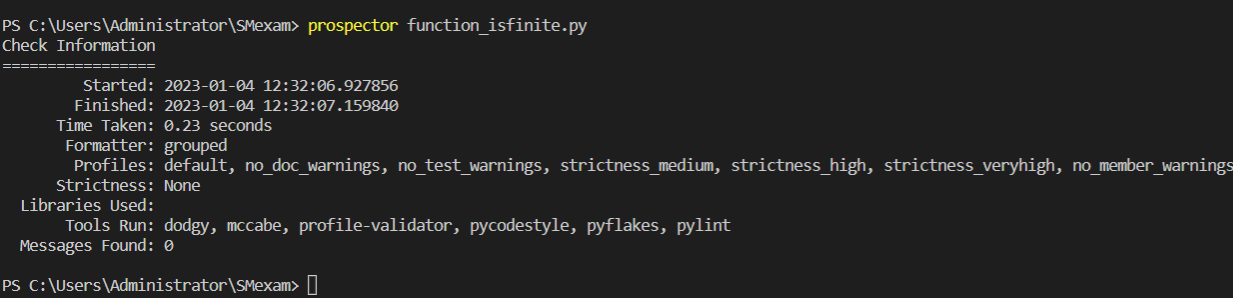 PS C:\Users\Administrator\SMexam> prospector function_isfinite.py
Check Information
=================
Started: 2023-01-04 12:32:06.927856
Finished: 2023-01-04 12:32:07.159840
Time Taken: 0.23 seconds
Formatter: grouped
Profiles: default, no_doc_warnings, no_test_warnings, strictness_medium, strictness_high, strictness_veryhigh, no_member_warnings
Strictness: None
Libraries Used:
Tools Run: dodgy, mccabe, profile-validator, pycodestyle, pyflakes, pylint
Messages Found: 0
PS C:\Users\Administrator\SMexam>